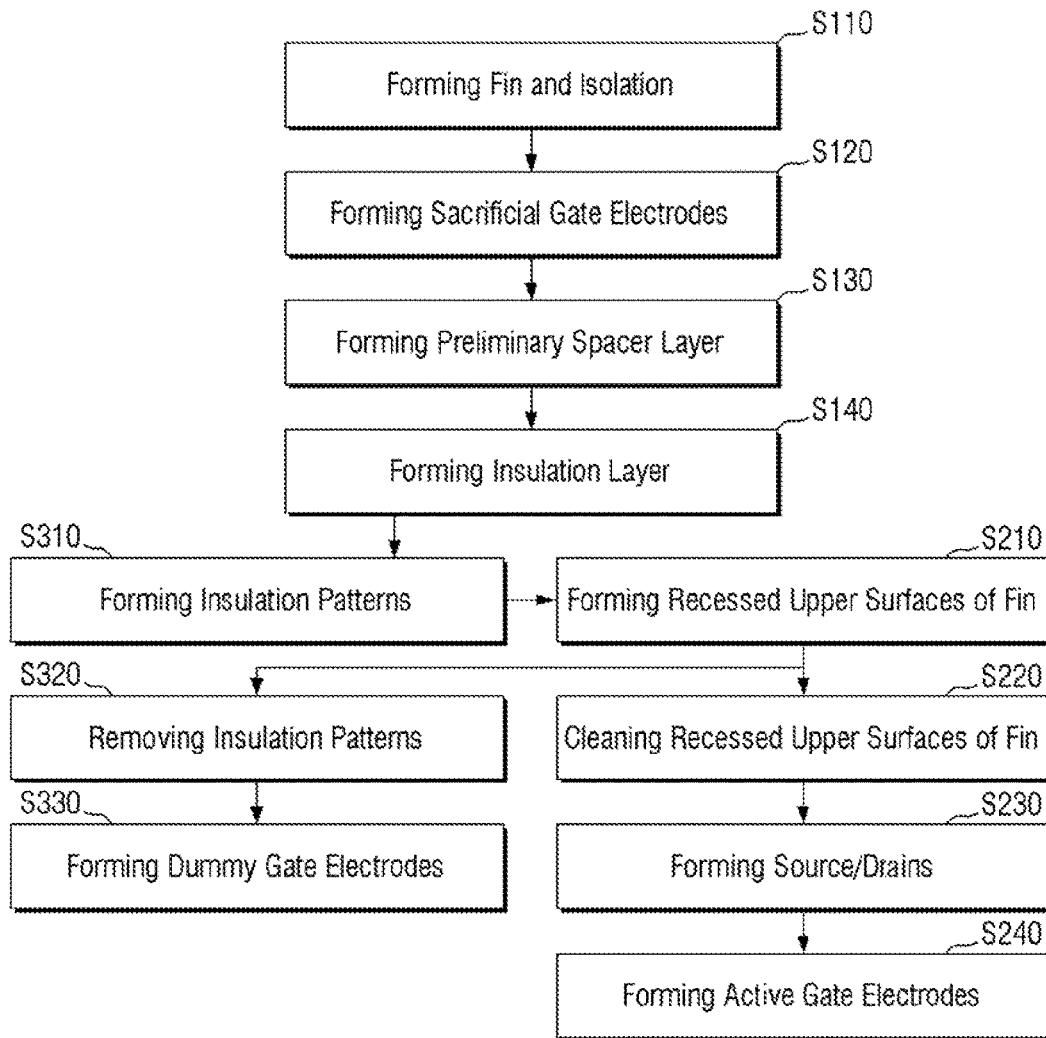 S110
Forming Fin and Isolation
S120
Forming Sacrificial Gate Electrodes
S130
Forming Preliminary Spacer Layer
S140
Forming Insulation Layer
S310
Forming Insulation Patterns
S210
Forming Recessed Upper Surfaces of Fin
S320
Removing Insulation Patterns
S220
Cleaning Recessed Upper Surfaces of Fin
S330
Forming Dummy Gate Electrodes
S230
Forming Source/Drains
S240
Forming Active Gate Electrodes